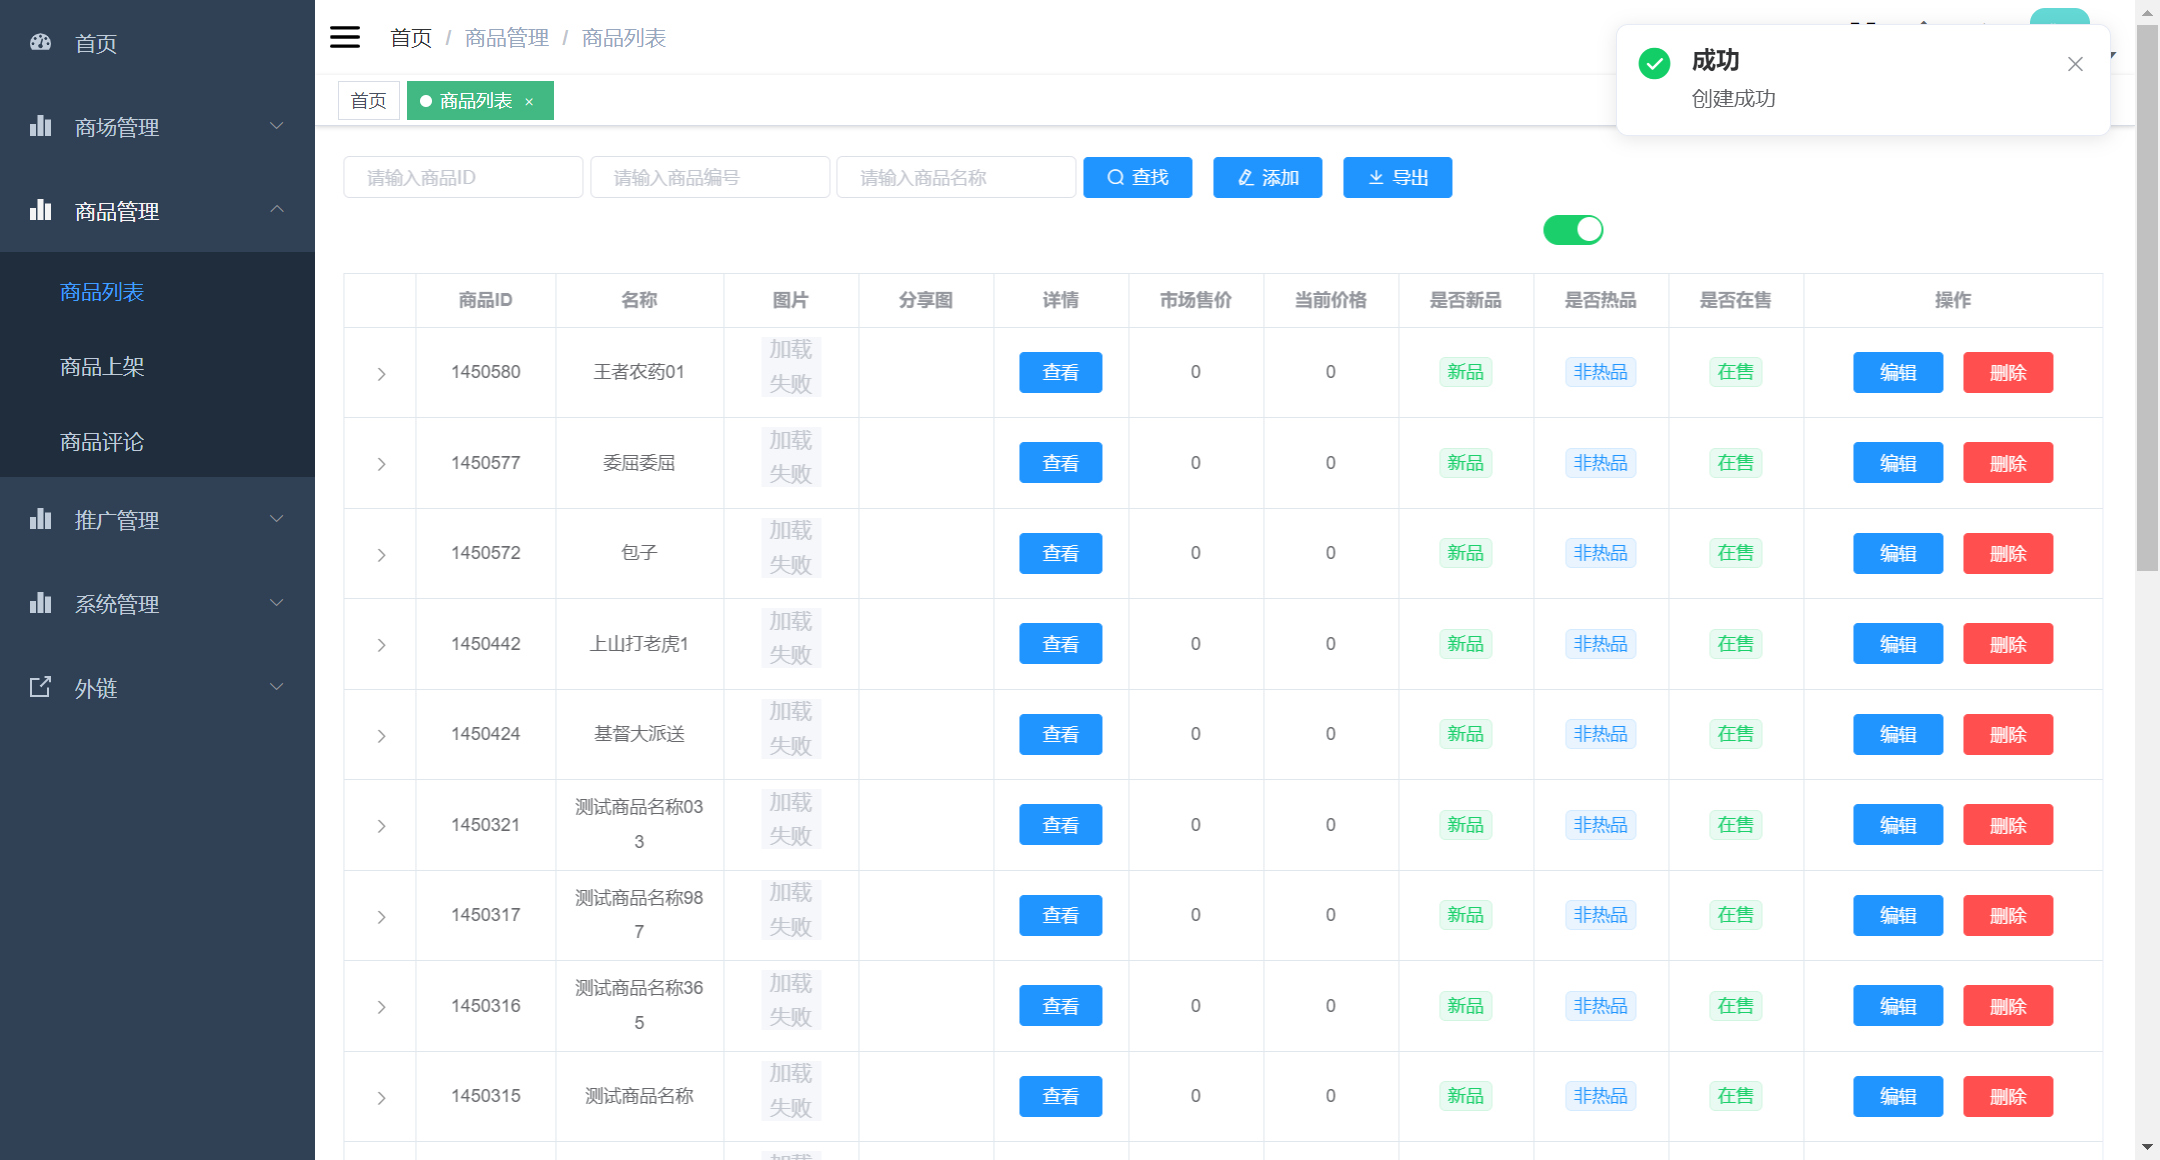 首页
商场管理
商品管理
商品列表
商品上架
商品评论
推广管理
系统管理
外链
首页 / 商品管理 / 商品列表
成功
创建成功
首页
商品列表 ×
请输入商品ID 请输入商品编号 请输入商品名称 查找 添加 导出
商品ID 名称 图片 分享图 详情 市场售价 当前价格 是否新品 是否热品 是否在售 操作
1450580 王者农药01 加载失败 查看 0 0 新品 非热品 在售 编辑 删除
1450577 委屈委屈 加载失败 查看 0 0 新品 非热品 在售 编辑 删除
1450572 包子 加载失败 查看 0 0 新品 非热品 在售 编辑 删除
1450442 上山打老虎1 加载失败 查看 0 0 新品 非热品 在售 编辑 删除
1450424 基督大派送 加载失败 查看 0 0 新品 非热品 在售 编辑 删除
1450321 测试商品名称033 加载失败 查看 0 0 新品 非热品 在售 编辑 删除
1450317 测试商品名称987 加载失败 查看 0 0 新品 非热品 在售 编辑 删除
1450316 测试商品名称365 加载失败 查看 0 0 新品 非热品 在售 编辑 删除
1450315 测试商品名称 加载失败 查看 0 0 新品 非热品 在售 编辑 删除